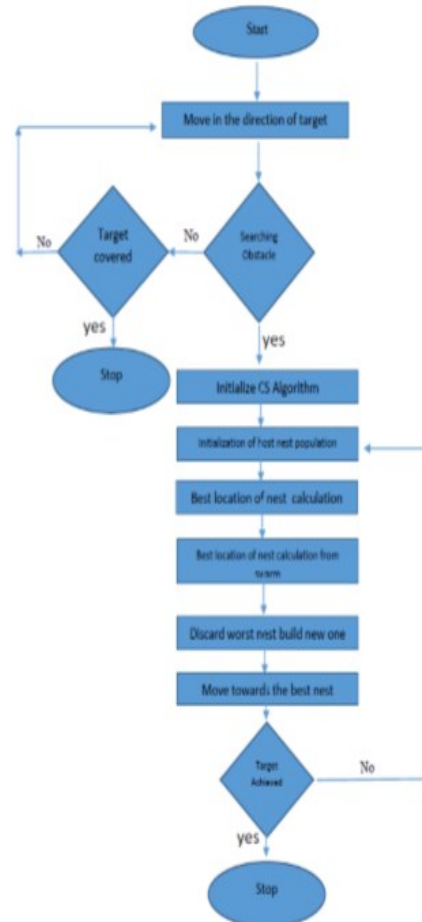 Start
Move in the direction of target
Searching
Obstacle
No
Target
covered
No
yes
Stop
yes
Initialize CS Algorithm
Initialization of host nest population
Best location of nest calculation
Best location of nest calculation from
Discard worst nest build new one
Move towards the best nest
Target
Achieved
No
yes
Stop